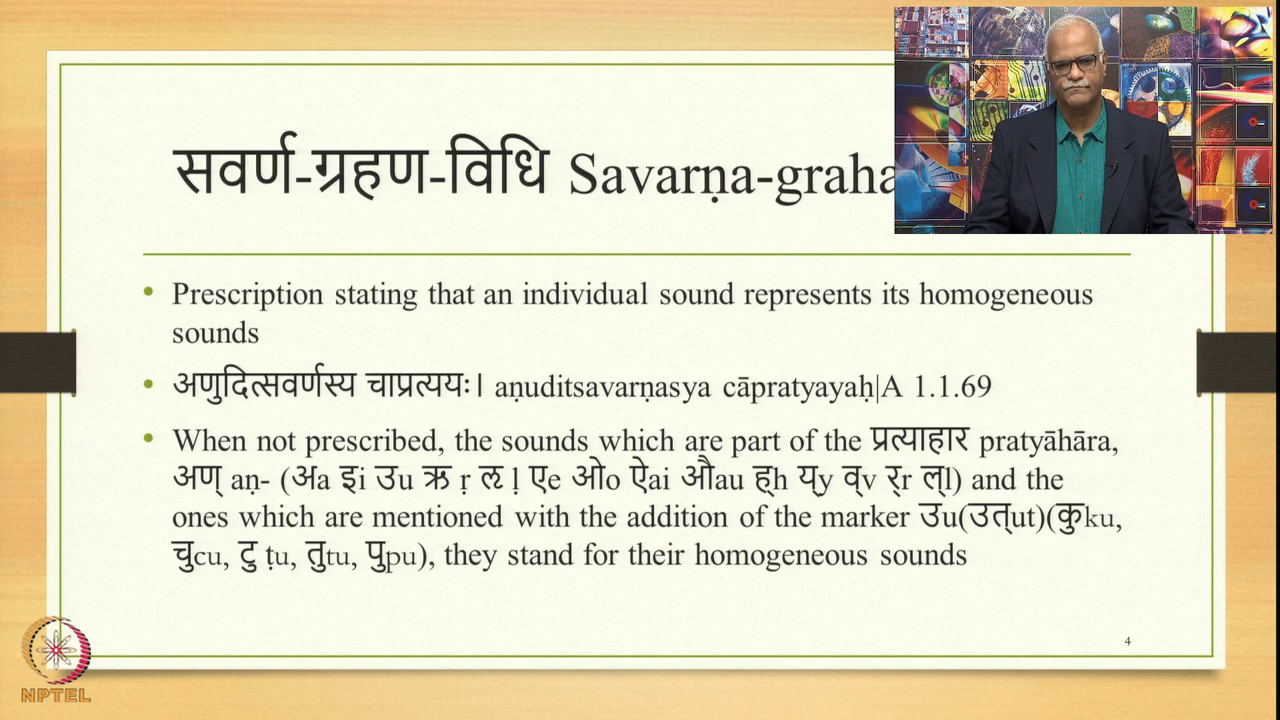 सवर्ण-ग्रहण-विधि Savarṇa-graha
• Prescription stating that an individual sound represents its homogeneous
sounds
• अणुदित्सवर्णस्य चाप्रत्ययः। aṇuditsavarṇasya cāpratyayaḥ|A 1.1.69
• When not prescribed, the sounds which are part of the प्रत्याहार pratyāhāra,
अण् aṇ- (अa इi उu ऋ ṛ ऌ ḷ एe ओo ऐai औau ह्h य्y व्v र्r ल्l) and the
ones which are mentioned with the addition of the marker उu(उत्ut)(कुku,
चुcu, टु ṭu, तुtu, पुpu), they stand for their homogeneous sounds
4
NPTEL